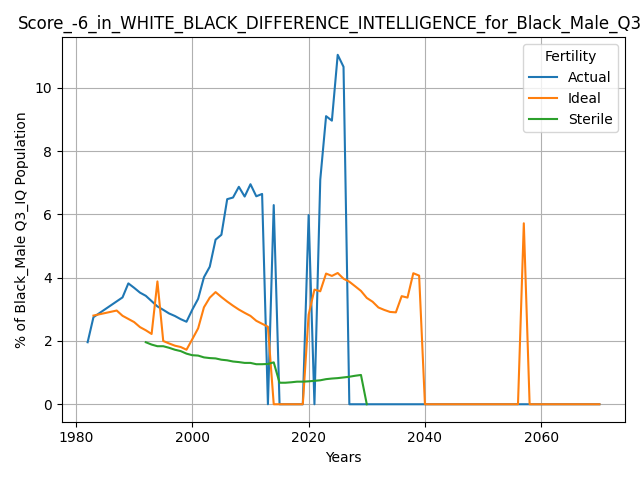 Score_-6_in_WHITE_BLACK_DIFFERENCE_INTELLIGENCE_for_Black_Male_Q3
Fertility
Actual
Ideal
Sterile
% of Black_Male Q3_IQ Population
10
8
6
4
2
0
1980 2000 2020 2040 2060
Years